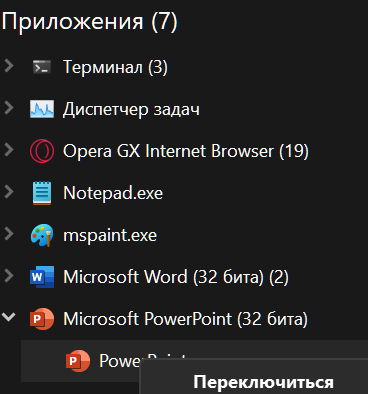 Приложения (7)
Терминал (3)
Диспетчер задач
Opera GX Internet Browser (19)
Notepad.exe
mspaint.exe
Microsoft Word (32 бита) (2)
Microsoft PowerPoint (32 бита)
PowerPoint
Переключиться